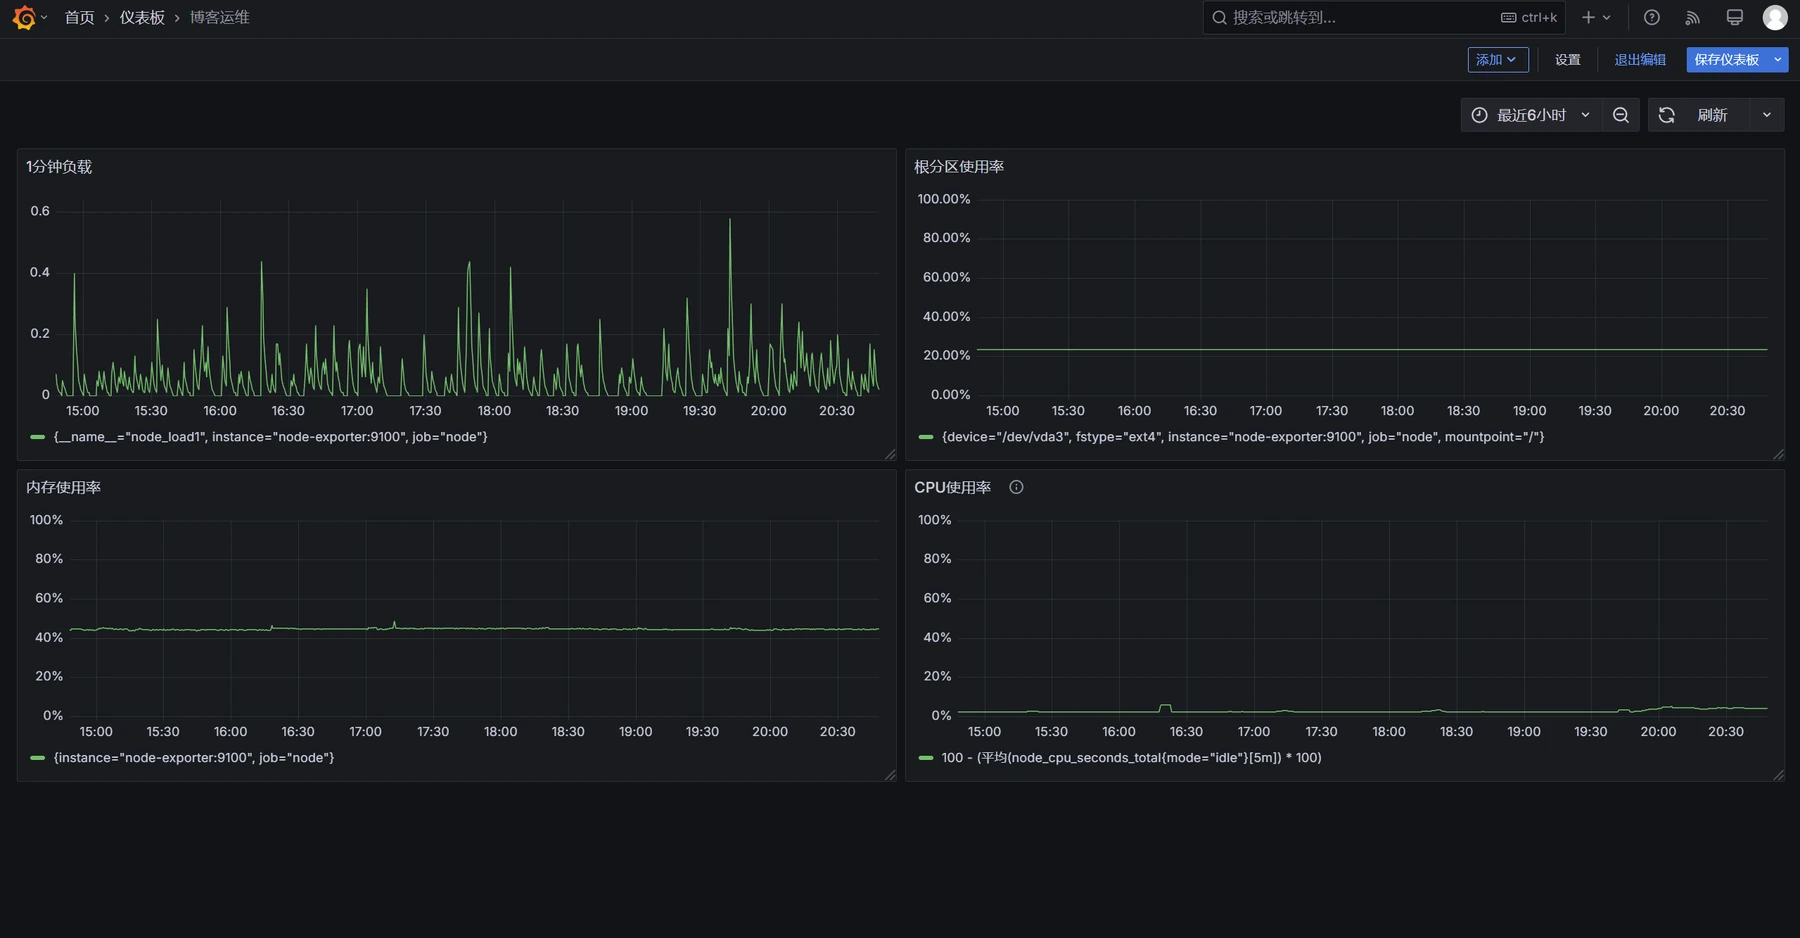 首页 › 仪表板 › 博客运维
搜索或跳转到... ctrl+k
添加 设置 退出编辑 保存仪表板
最近6小时 刷新
1分钟负载
0.6
0.4
0.2
0
15:00 15:30 16:00 16:30 17:00 17:30 18:00 18:30 19:00 19:30 20:00 20:30
{__name__="node_load1", instance="node-exporter:9100", job="node"}
根分区使用率
100.00%
80.00%
60.00%
40.00%
20.00%
0.00%
15:00 15:30 16:00 16:30 17:00 17:30 18:00 18:30 19:00 19:30 20:00 20:30
{device="/dev/vda3", fstype="ext4", instance="node-exporter:9100", job="node", mountpoint="/"}
内存使用率
100%
80%
60%
40%
20%
0%
15:00 15:30 16:00 16:30 17:00 17:30 18:00 18:30 19:00 19:30 20:00 20:30
{instance="node-exporter:9100", job="node"}
CPU使用率
100%
80%
60%
40%
20%
0%
15:00 15:30 16:00 16:30 17:00 17:30 18:00 18:30 19:00 19:30 20:00 20:30
100 - (平均(node_cpu_seconds_total{mode="idle"}[5m]) * 100)